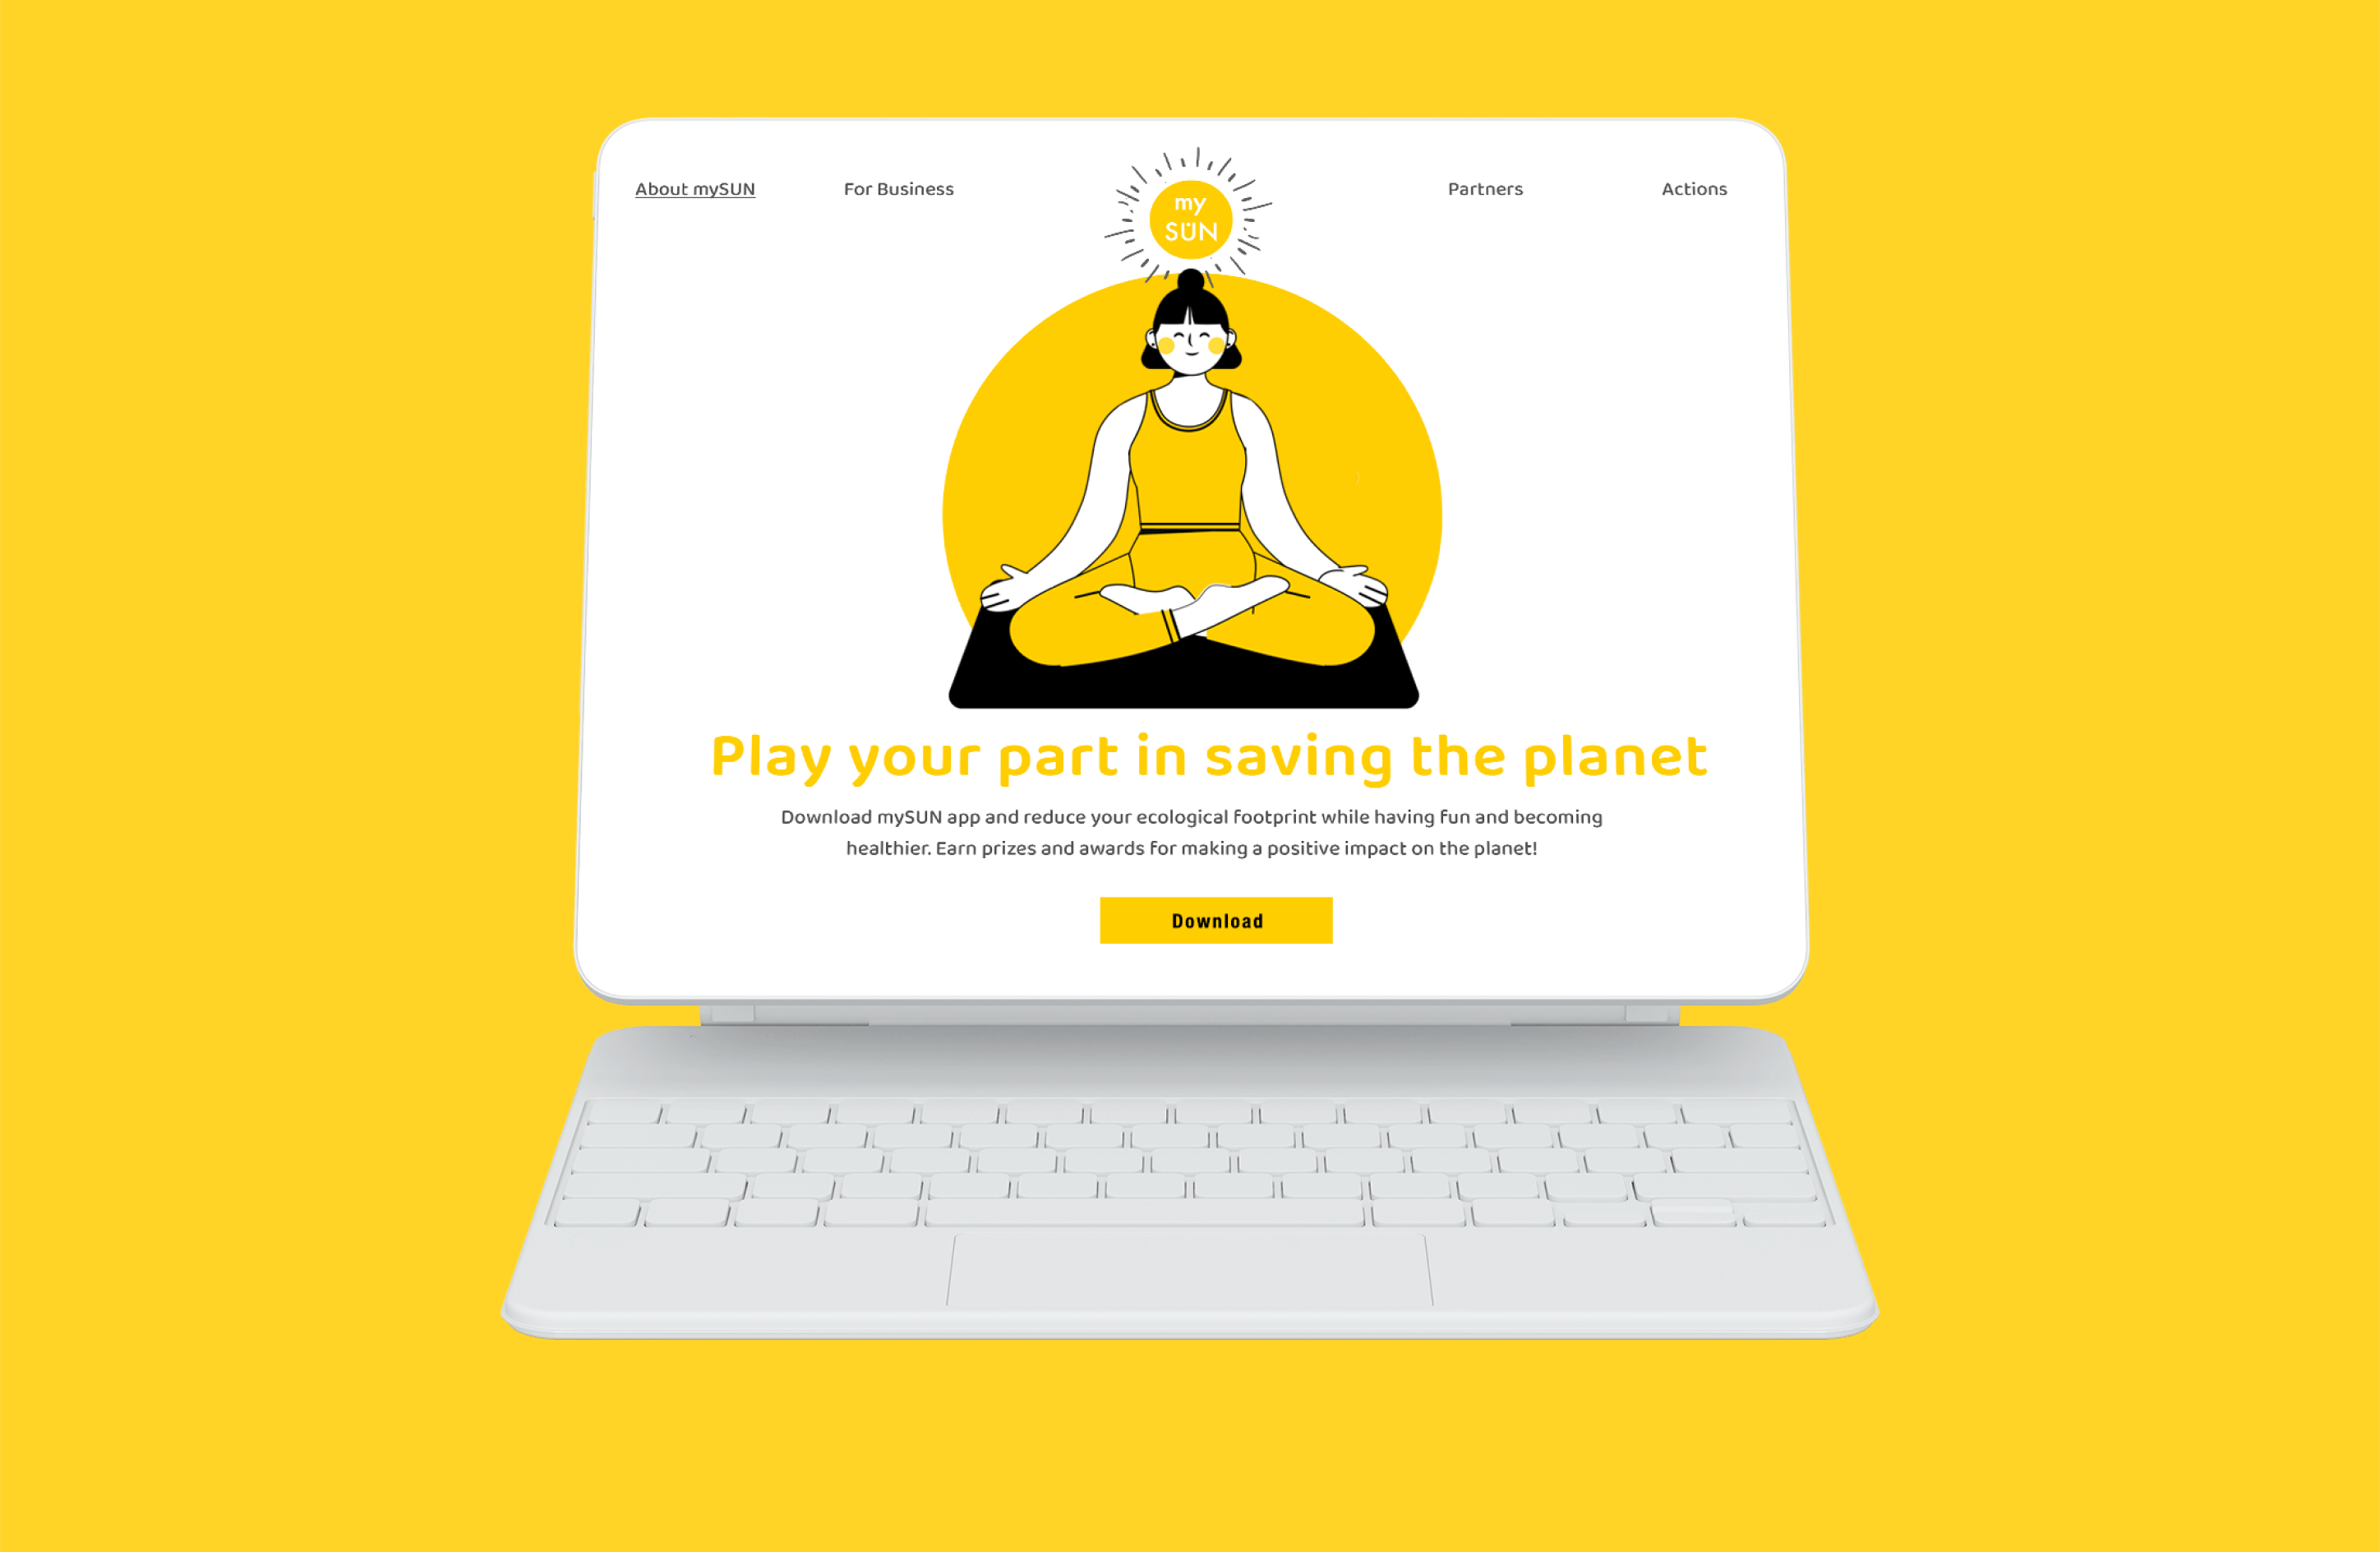 About mySUN
For Business
my
SÜN
Partners
Actions
Play your part in saving the planet
Download mySUN app and reduce your ecological footprint while having fun and becoming
healthier. Earn prizes and awards for making a positive impact on the planet!
Download